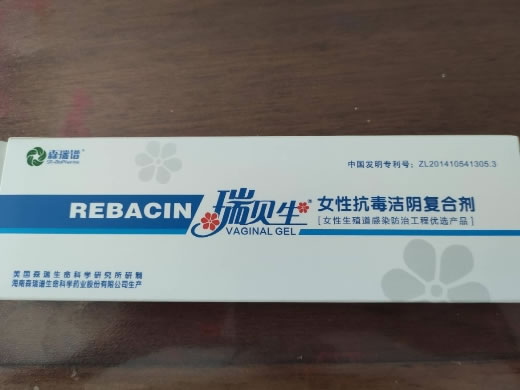 森瑞谱®
中国发明专利号：ZL201410541305.3
REBACIN 瑞贝生® 女性抗毒洁阴复合剂
VAGINAL GEL [女性生殖道感染防治工程优选产品]
美国森瑞生命科学研究所研制
海南森瑞谱生命科学药业股份有限公司生产